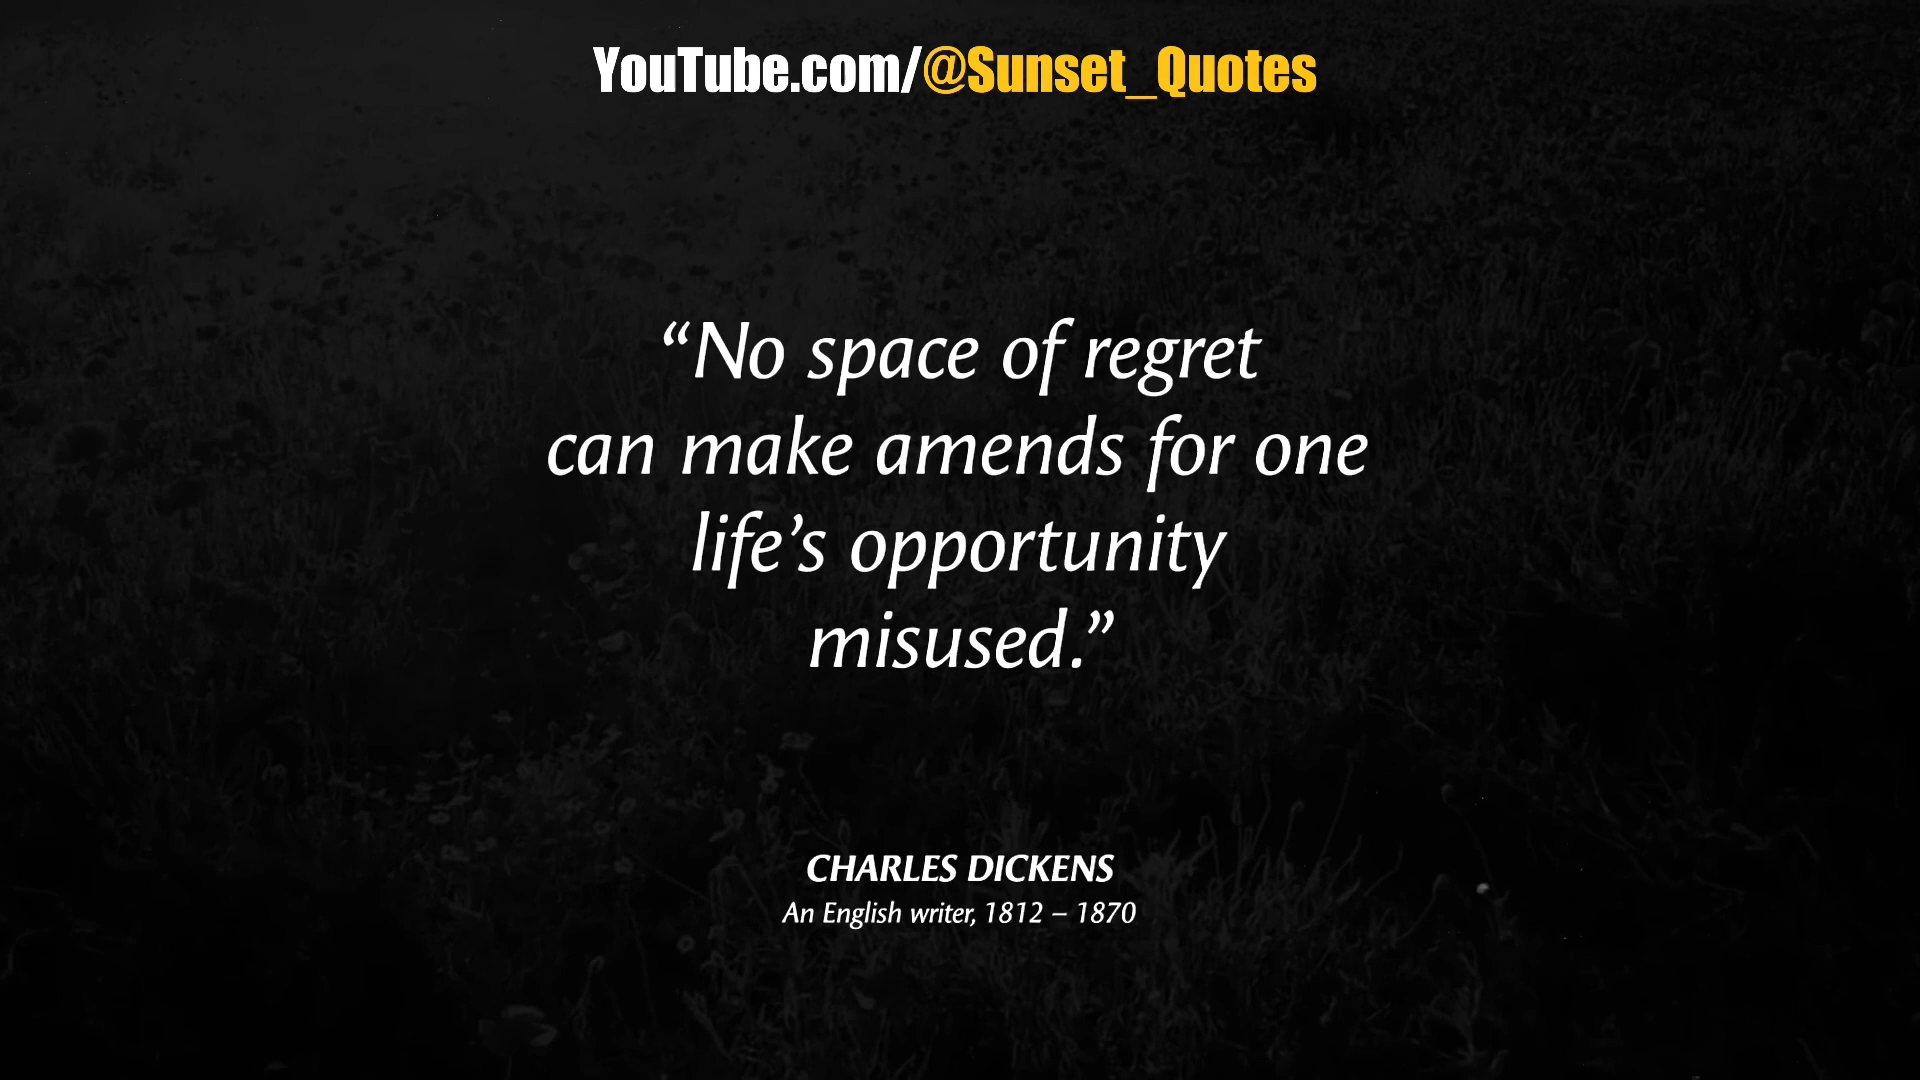 YouTube.com/@Sunset_Quotes
“No space of regret
can make amends for one
life’s opportunity
misused.”
CHARLES DICKENS
An English writer, 1812 – 1870